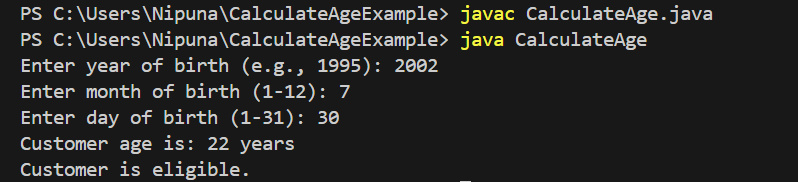 PS C:\Users\Nipuna\CalculateAgeExample> javac CalculateAge.java
PS C:\Users\Nipuna\CalculateAgeExample> java CalculateAge
Enter year of birth (e.g., 1995): 2002
Enter month of birth (1-12): 7
Enter day of birth (1-31): 30
Customer age is: 22 years
Customer is eligible.